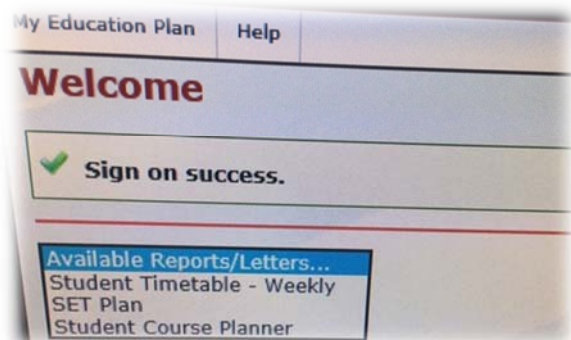 My Education Plan Help
Welcome
Sign on success.
Available Reports/Letters...
Student Timetable - Weekly
SET Plan
Student Course Planner